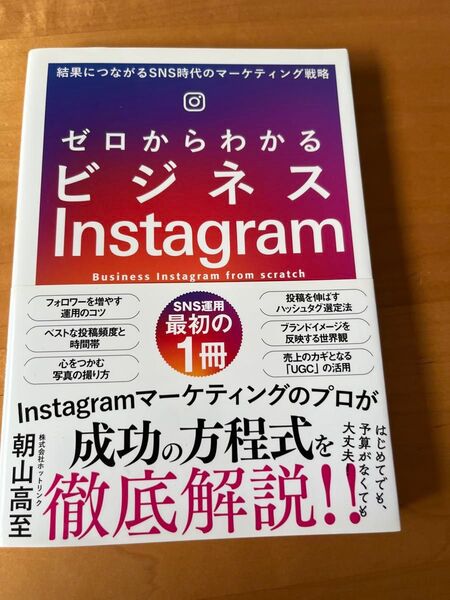 結果につながるSNS時代のマーケティング戦略
ゼロからわかる
ビジネス
Instagram
Business Instagram from scratch
フォロワーを増やす
運用のコツ
ベストな投稿頻度と
時間帯
心をつかむ
写真の撮り方
SNS運用
最初の
1冊
投稿を伸ばす
ハッシュタグ選定法
ブランドイメージを
反映する世界観
売上のカギとなる
「UGC」の活用
Instagramマーケティングのプロが
成功の方程式を
徹底解説!!
はじめてでも、
予算がなくても
大丈夫!
株式会社ホットリンク
朝山高至